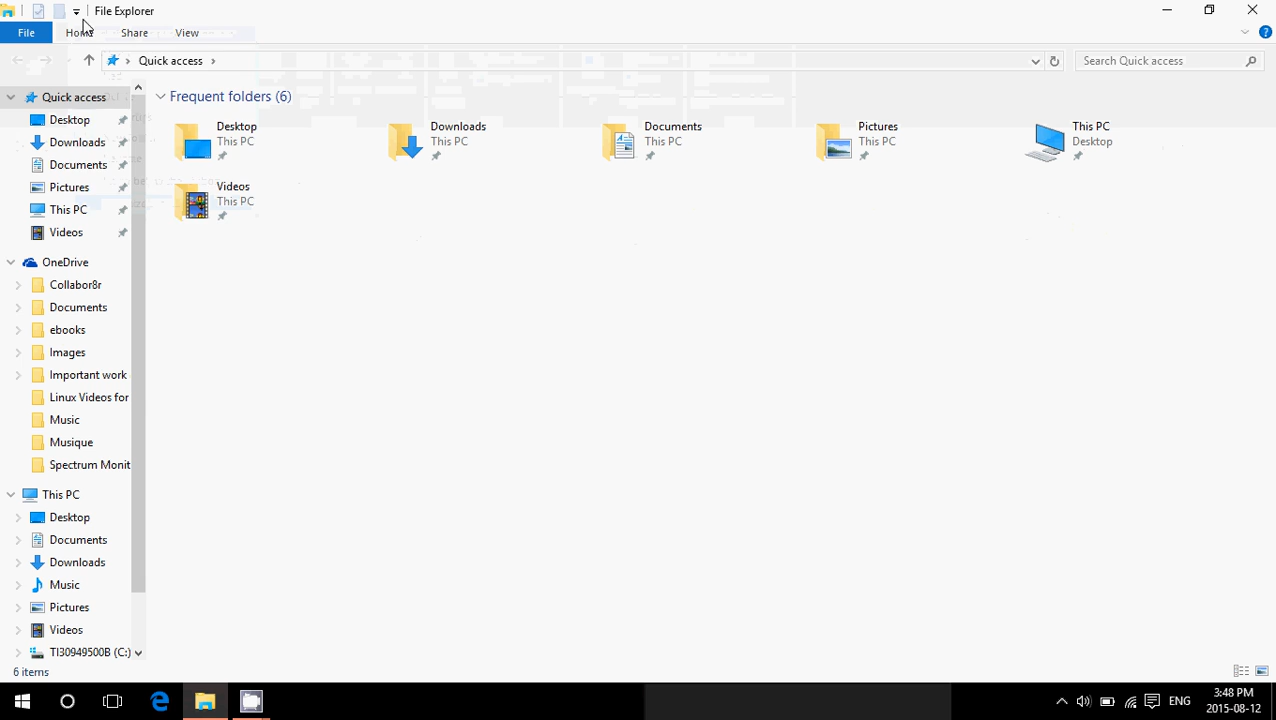 File Explorer
File Home Share View
Quick access
Search Quick access
Quick access
Desktop
Downloads
Documents
Pictures
This PC
Videos
OneDrive
Collabor8r
Documents
ebooks
Images
Important work
Linux Videos for
Music
Musique
Spectrum Monit
This PC
Desktop
Documents
Downloads
Music
Pictures
Videos
TI30949500B (C:)
Frequent folders (6)
Desktop
This PC
Downloads
This PC
Documents
This PC
Pictures
This PC
This PC
Desktop
Videos
This PC
6 items
ENG
3:48 PM
2015-08-12